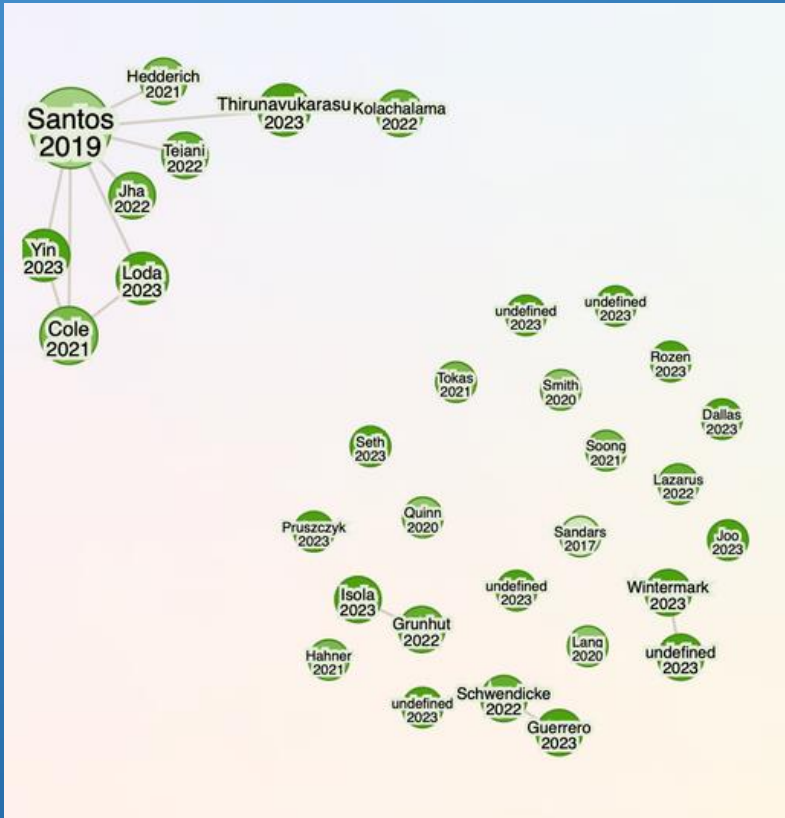 Hedderich
2021
Santos
2019
Thirunavukarasu
2023
Kolachalama
2022
Teiani
2022
Jha
2022
Yin
2023
Loda
2023
Cole
2021
undefined
2023
undefined
2023
Rozen
2023
Tokas
2021
Smith
2020
Dallas
2023
Seth
2023
Soong
2021
Lazarus
2022
Quinn
2020
Pruszczyk
2023
Sandars
2017
Joo
2023
Isola
2023
undefined
2023
Wintermark
2023
Grunhut
2022
Hahner
2021
Lang
2020
undefined
2023
undefined
2023
Schwendicke
2022
Guerrero
2023